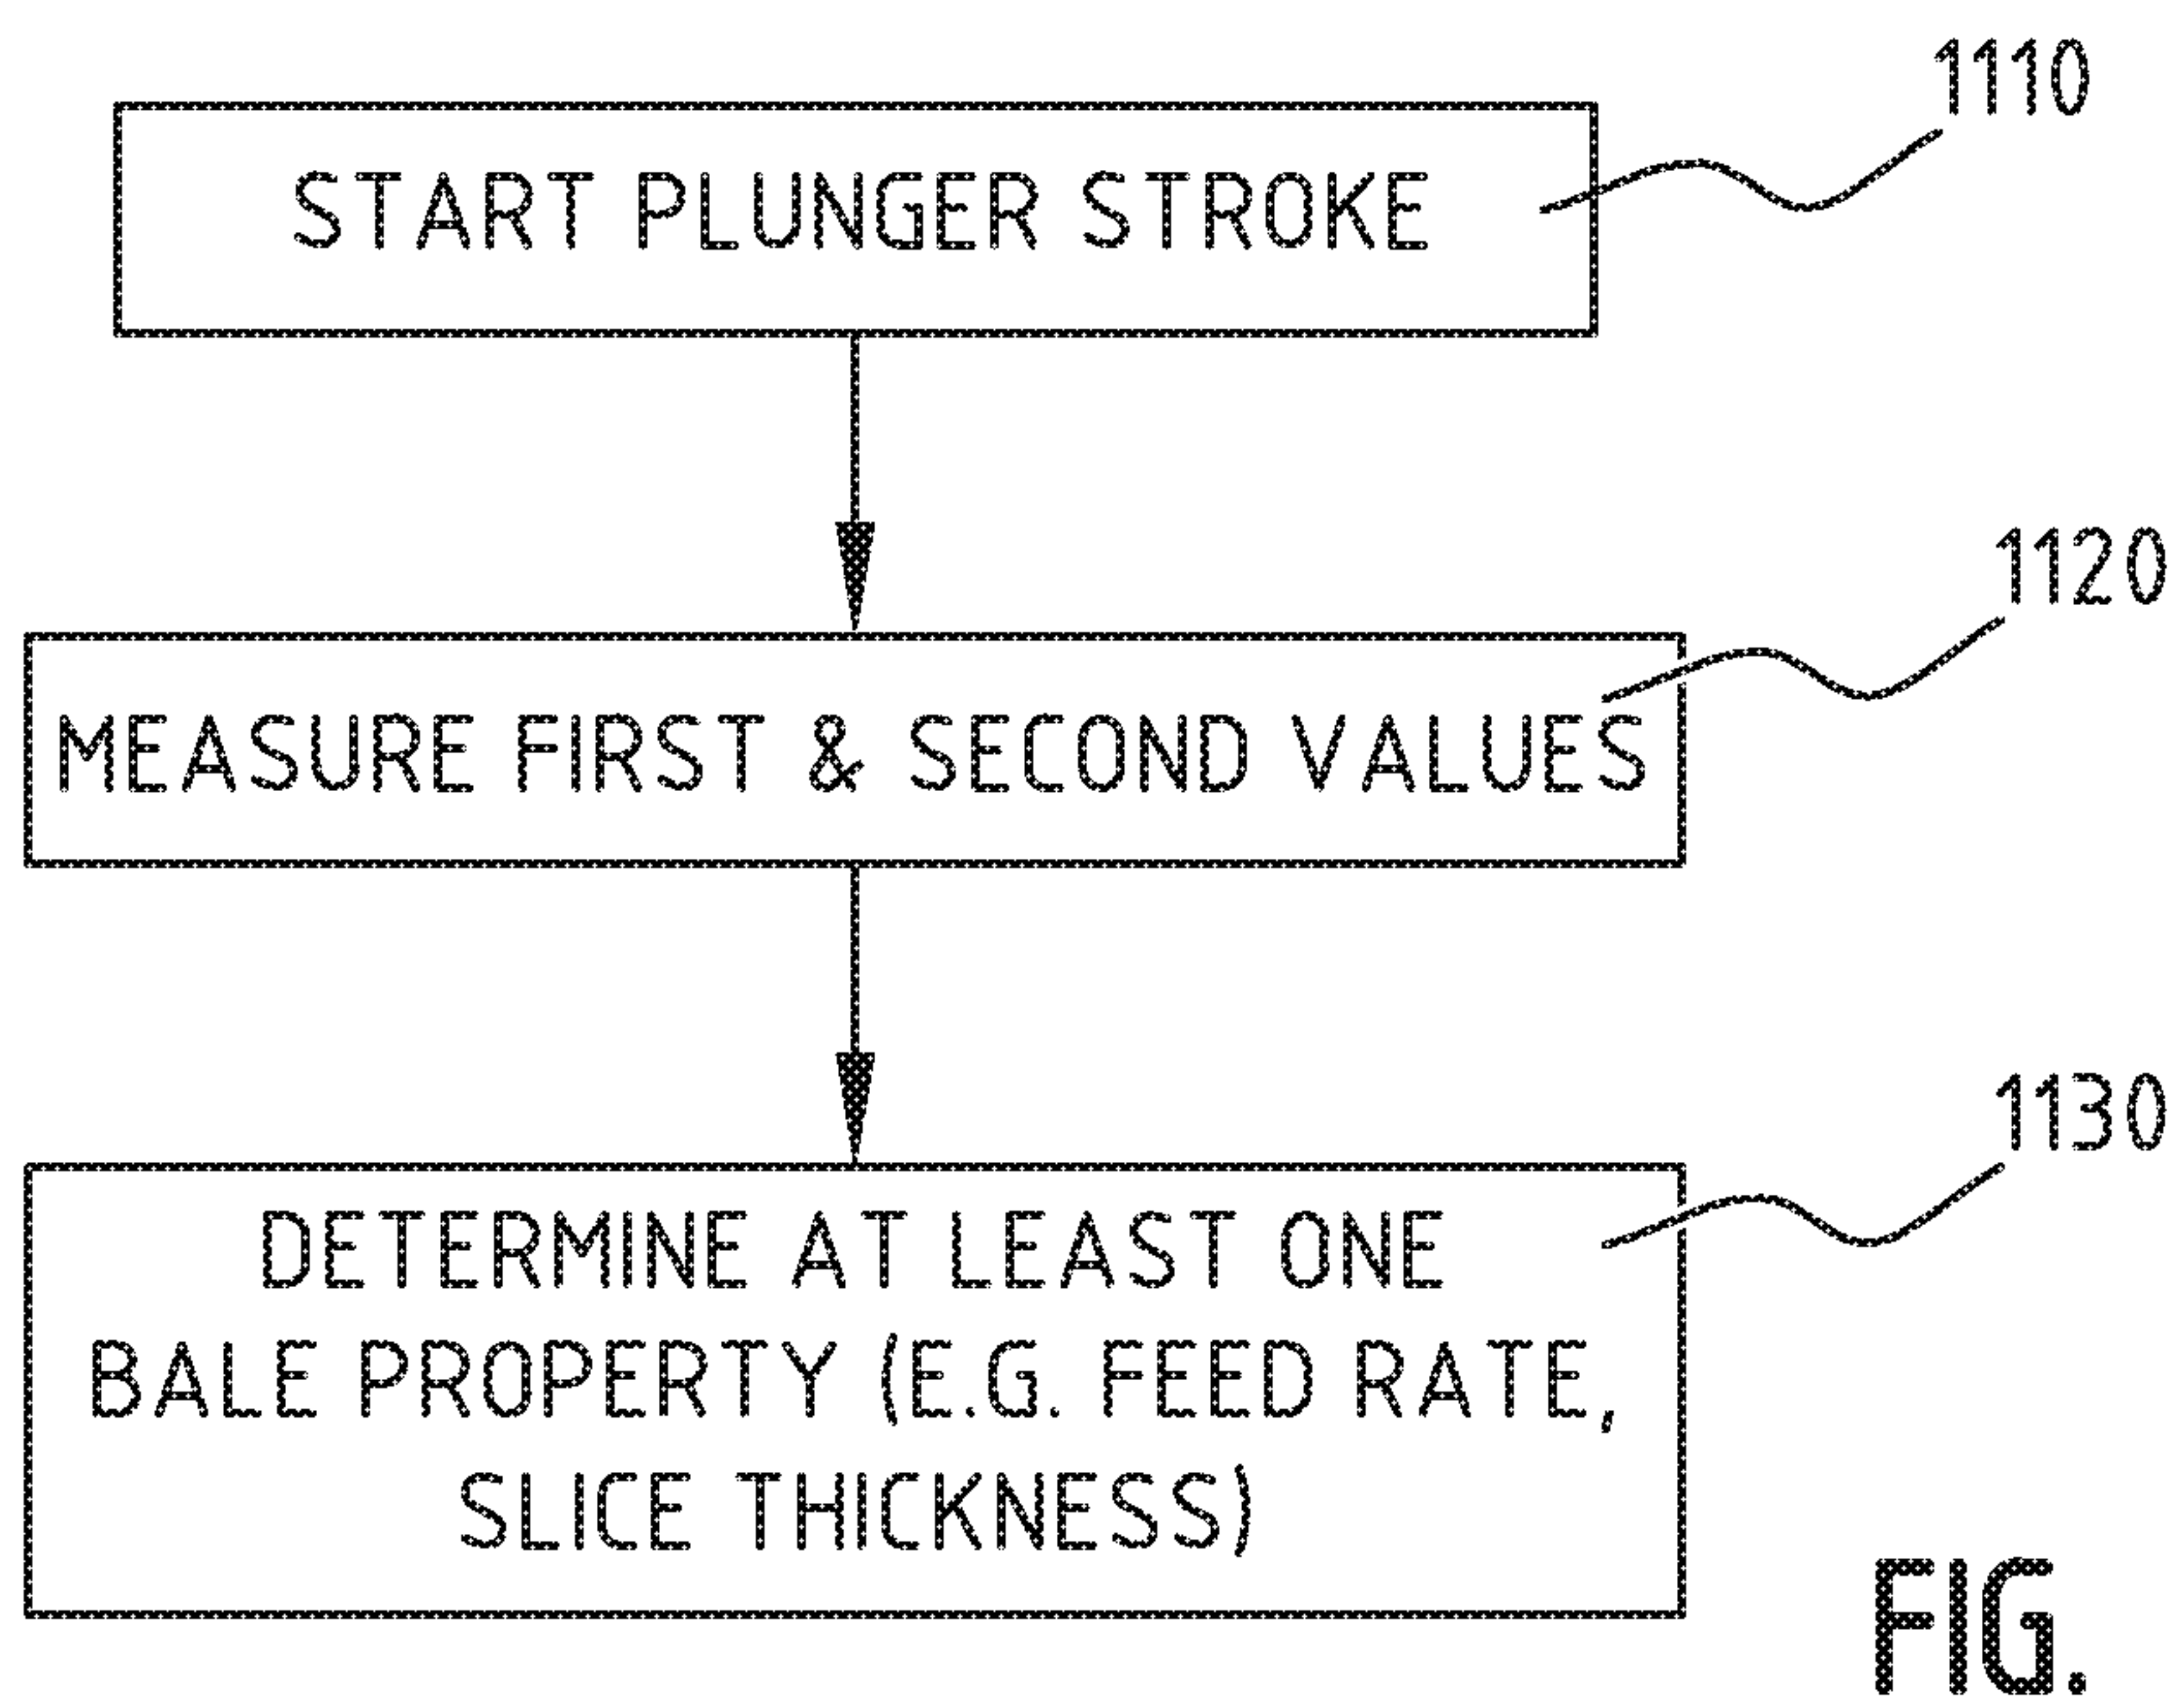 1110
START PLUNGER STROKE
1120
MEASURE FIRST & SECOND VALUES
1130
DETERMINE AT LEAST ONE
BALE PROPERTY (E.G. FEED RATE,
SLICE THICKNESS)
FIG.